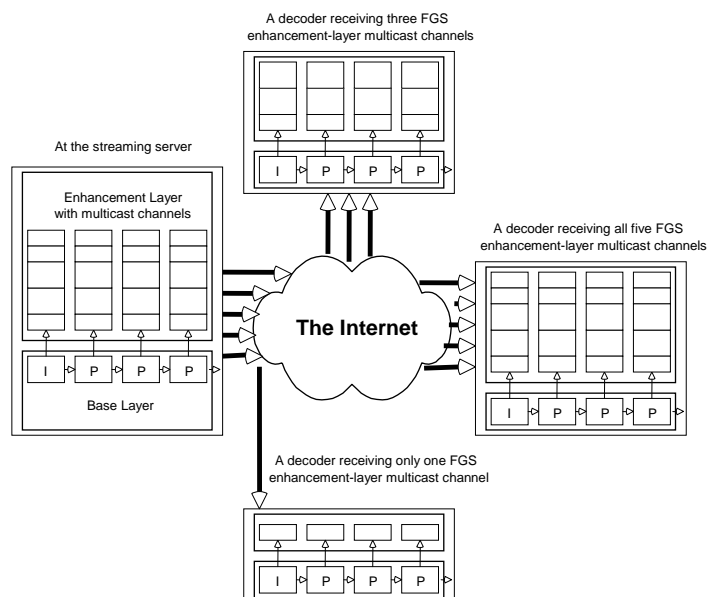 A decoder receiving three FGS
enhancement-layer multicast channels
I P P P
At the streaming server
Enhancement Layer
with multicast channels
I P P P
Base Layer
The Internet
A decoder receiving all five FGS
enhancement-layer multicast channels
I P P P
A decoder receiving only one FGS
enhancement-layer multicast channel
I P P P